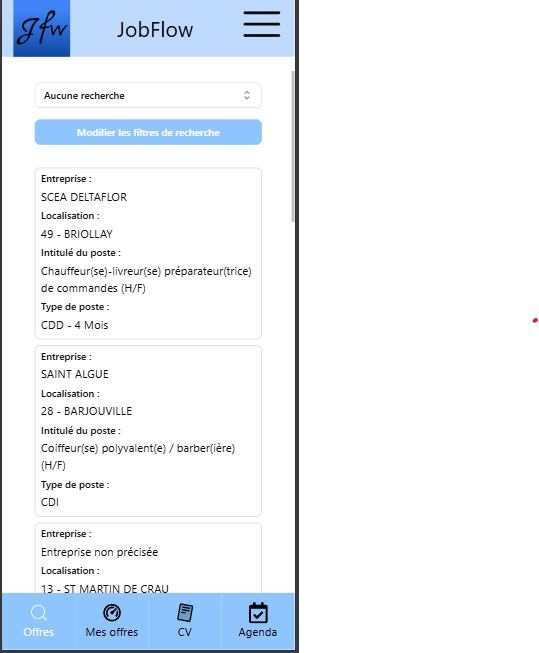 Jfw
JobFlow
Aucune recherche
Modifier les filtres de recherche
Entreprise :
SCEA DELTAFLOR
Localisation :
49 - BRIOLLAY
Intitulé du poste :
Chauffeur(se)-livreur(se) préparateur(trice)
de commandes (H/F)
Type de poste :
CDD - 4 Mois
Entreprise :
SAINT ALGUE
Localisation :
28 - BARJOUVILLE
Intitulé du poste :
Coiffeur(se) polyvalent(e) / barber(ière)
(H/F)
Type de poste :
CDI
Entreprise :
Entreprise non précisée
Localisation :
13 - ST MARTIN DE CRAU
Offres
Mes offres
CV
Agenda